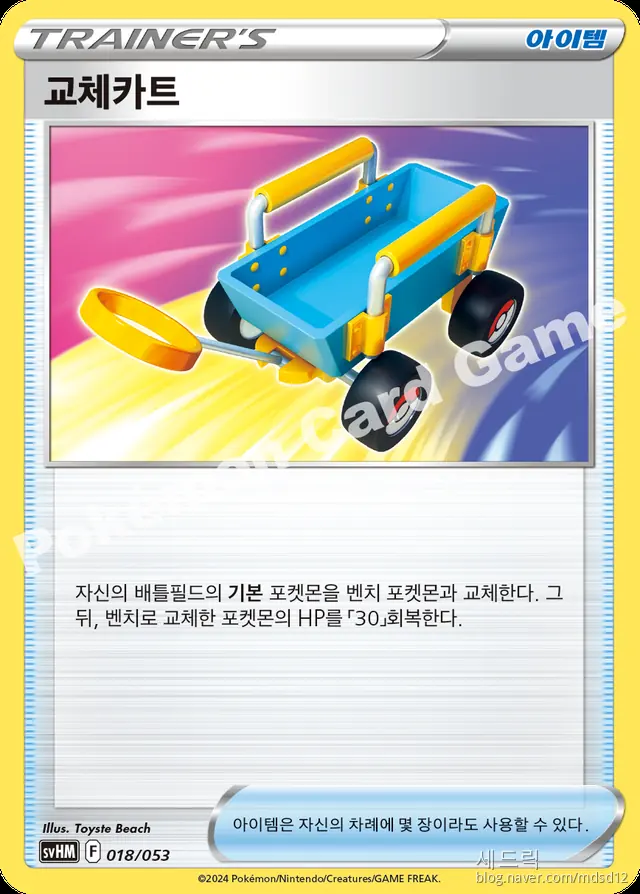 TRAINER'S
아이템
교체카트
Pokémon Card Game
자신의 배틀필드의 기본 포켓몬을 벤치 포켓몬과 교체한다. 그
뒤, 벤치로 교체한 포켓몬의 HP를 「30」회복한다.
Illus. Toyste Beach
아이템은 자신의 차례에 몇 장이라도 사용할 수 있다.
svHM F 018/053
세드릭
©2024 Pokémon/Nintendo/Creatures/GAME FREAK.
blog.naver.com/mdsd12